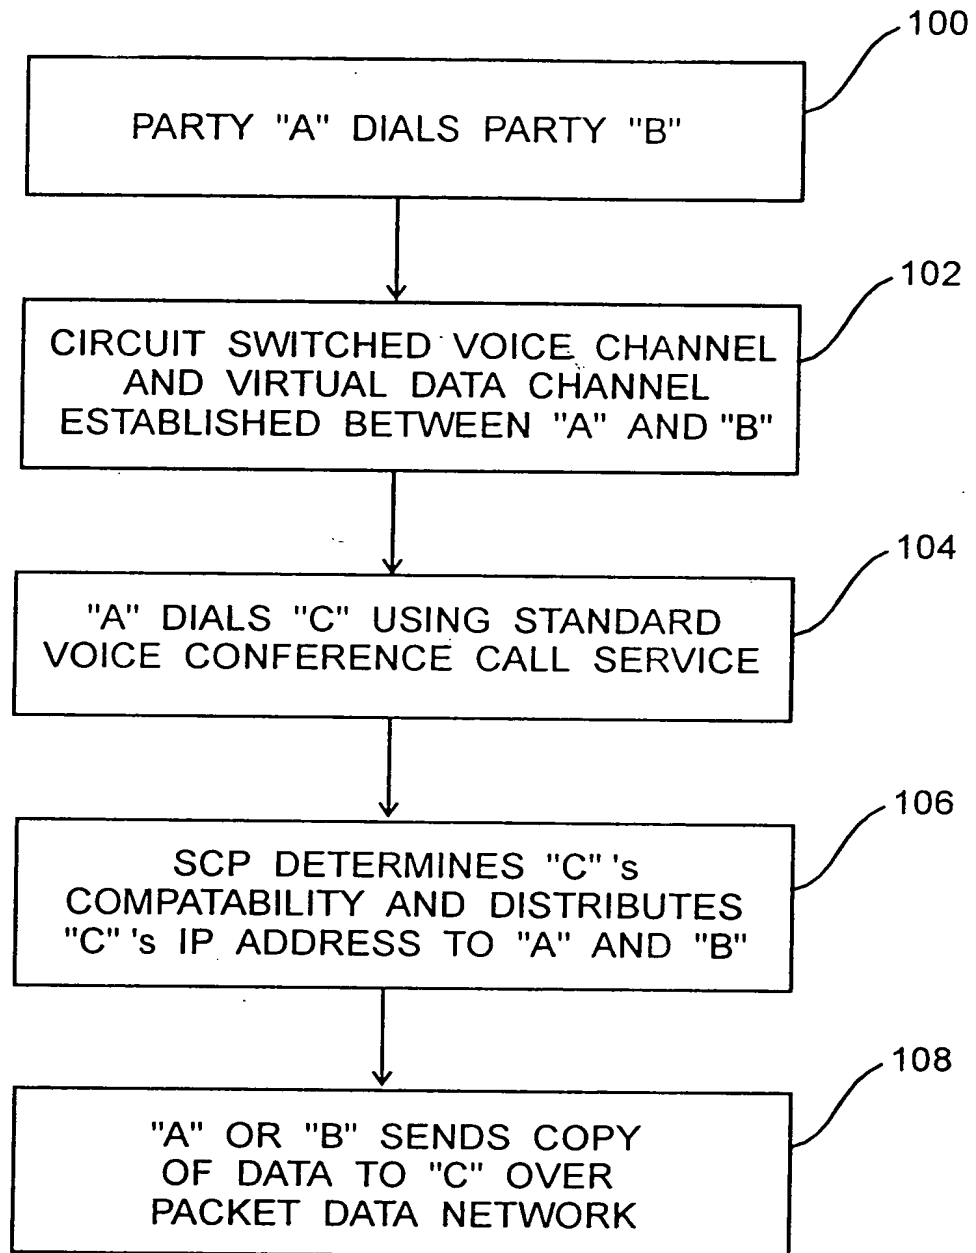 100
PARTY "A" DIALS PARTY "B"
102
CIRCUIT SWITCHED VOICE CHANNEL
AND VIRTUAL DATA CHANNEL
ESTABLISHED BETWEEN "A" AND "B"
104
"A" DIALS "C" USING STANDARD
VOICE CONFERENCE CALL SERVICE
106
SCP DETERMINES "C"'s
COMPATABILITY AND DISTRIBUTES
"C"'s IP ADDRESS TO "A" AND "B"
108
"A" OR "B" SENDS COPY
OF DATA TO "C" OVER
PACKET DATA NETWORK